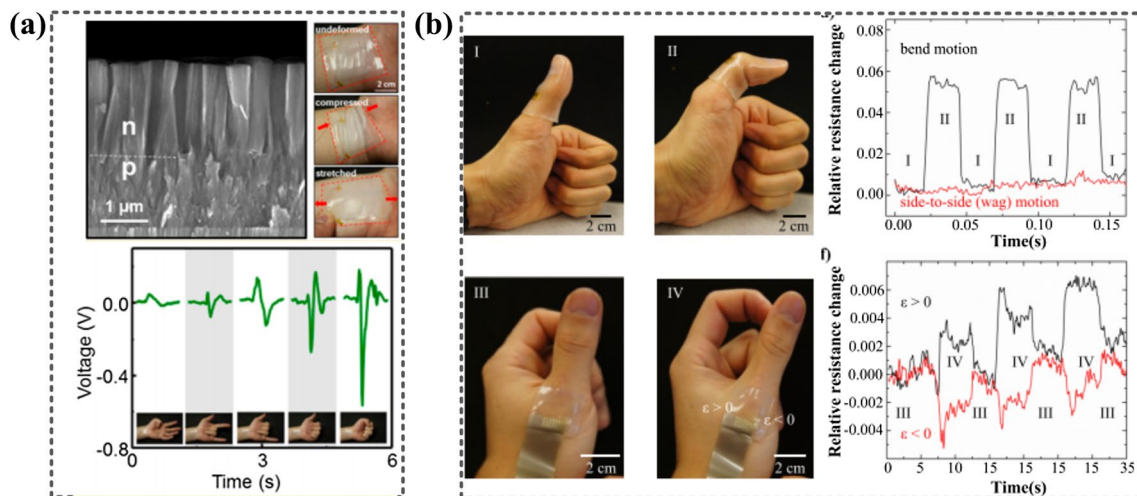 (a)
undeformed
2 cm
compressed
stretched
n
p
1 µm
Voltage (V)
0.0
-0.4
-0.8
0
3
6
Time (s)
(b)
I
2 cm
II
2 cm
Relative resistance change
0.08
0.06
0.04
0.02
0.00
bend motion
II
II
II
I
I
I
I
side-to-side (wag) motion
0.00
0.05
0.10
0.15
Time(s)
III
2 cm
IV
ε > 0
ε < 0
2 cm
f)
Relative resistance change
0.006
0.004
0.002
0.000
-0.002
-0.004
ε > 0
IV
IV
IV
III
III
III
III
ε < 0
0
5
10
15
15
15
15
35
Time(s)